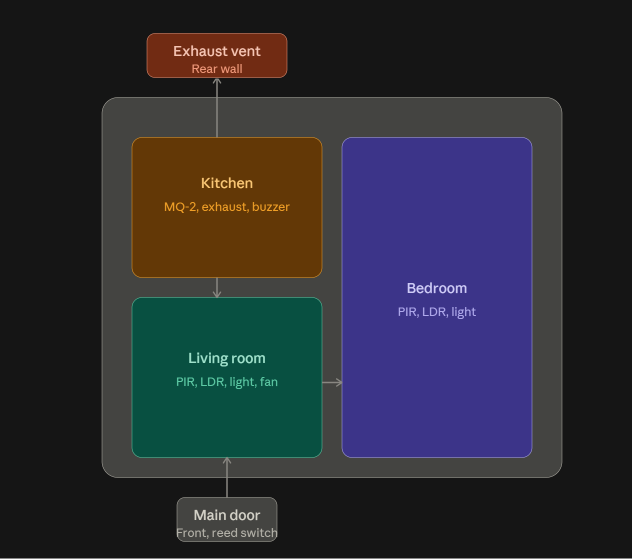 Exhaust vent
Rear wall
Kitchen
MQ-2, exhaust, buzzer
Bedroom
PIR, LDR, light
Living room
PIR, LDR, light, fan
Main door
Front, reed switch